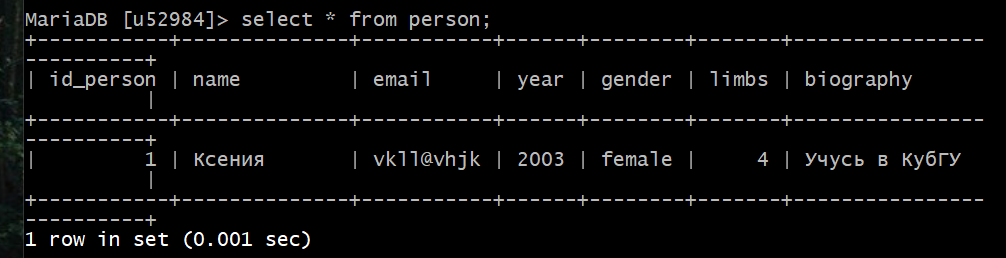 MariaDB [u52984]> select * from person;
+-----------+--------------+-----------+------+--------+-------+----------------
----------+
| id_person | name         | email     | year | gender | limbs | biography
          |
+-----------+--------------+-----------+------+--------+-------+----------------
----------+
|         1 | Ксения       | vkll@vhjk | 2003 | female |     4 | Учусь в КубГУ
          |
+-----------+--------------+-----------+------+--------+-------+----------------
----------+
1 row in set (0.001 sec)